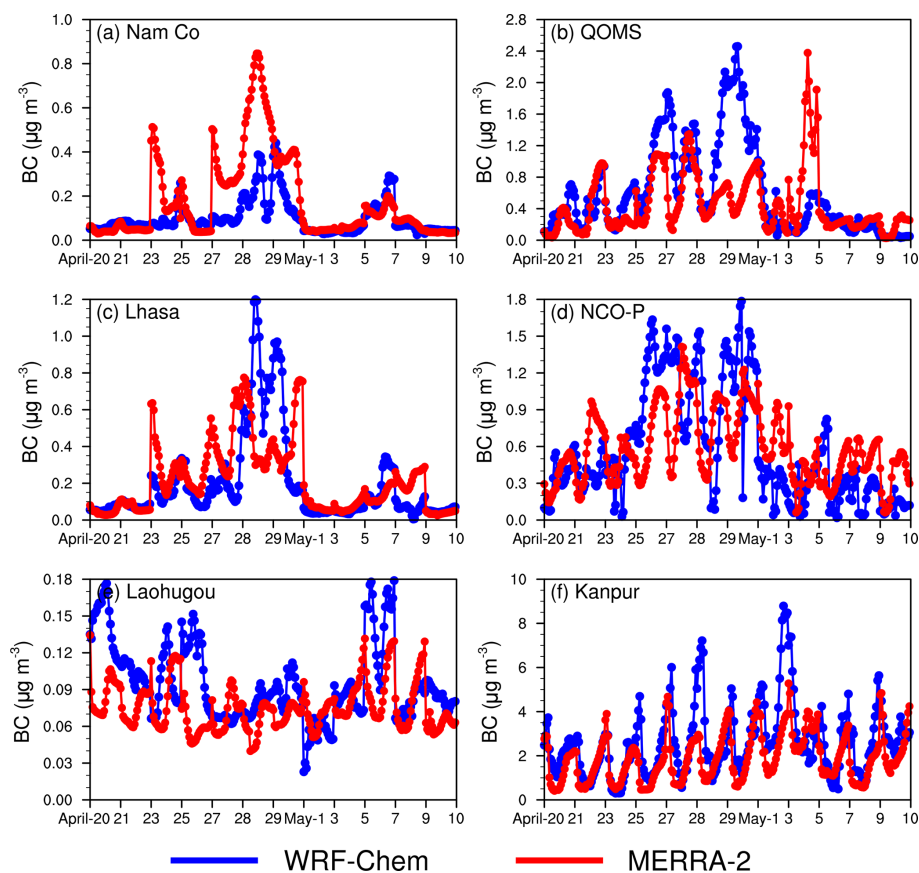 (a) Nam Co
BC (µg m-3)
1.0
0.8
0.6
0.4
0.2
0.0
April-20 21 23 25 27 28 29 May-1 3 5 7 9 10
(b) QOMS
BC (µg m-3)
2.8
2.4
2.0
1.6
1.2
0.8
0.4
0.0
April-20 21 23 25 27 28 29 May-1 3 5 7 9 10
(c) Lhasa
BC (µg m-3)
1.2
1.0
0.8
0.6
0.4
0.2
0.0
April-20 21 23 25 27 28 29 May-1 3 5 7 9 10
(d) NCO-P
BC (µg m-3)
1.8
1.5
1.2
0.9
0.6
0.3
0.0
April-20 21 23 25 27 28 29 May-1 3 5 7 9 10
(e) Laohugou
BC (µg m-3)
0.18
0.15
0.12
0.09
0.06
0.03
0.00
April-20 21 23 25 27 28 29 May-1 3 5 7 9 10
(f) Kanpur
BC (µg m-3)
10
8
6
4
2
0
April-20 21 23 25 27 28 29 May-1 3 5 7 9 10
WRF-Chem MERRA-2